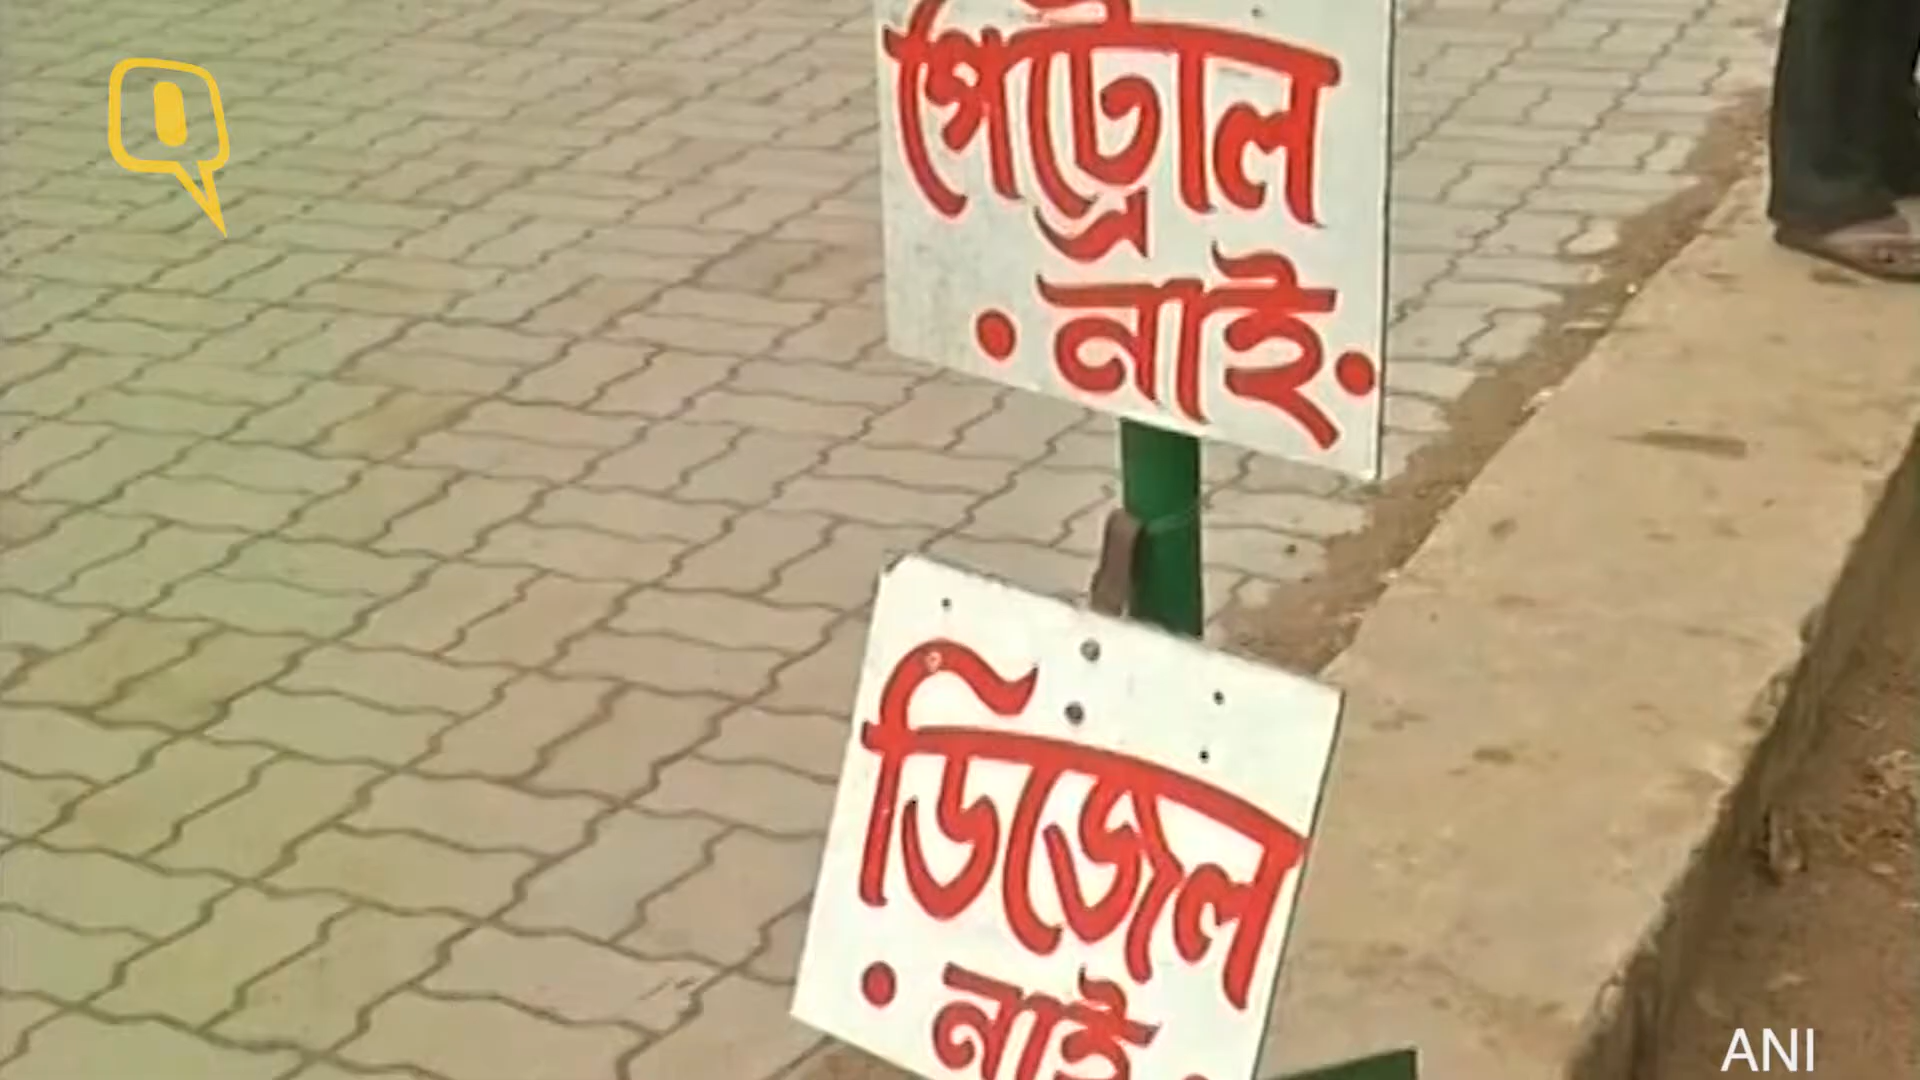 পেট্রোল
• নাই •
ডিজেল
• নাই •
ANI